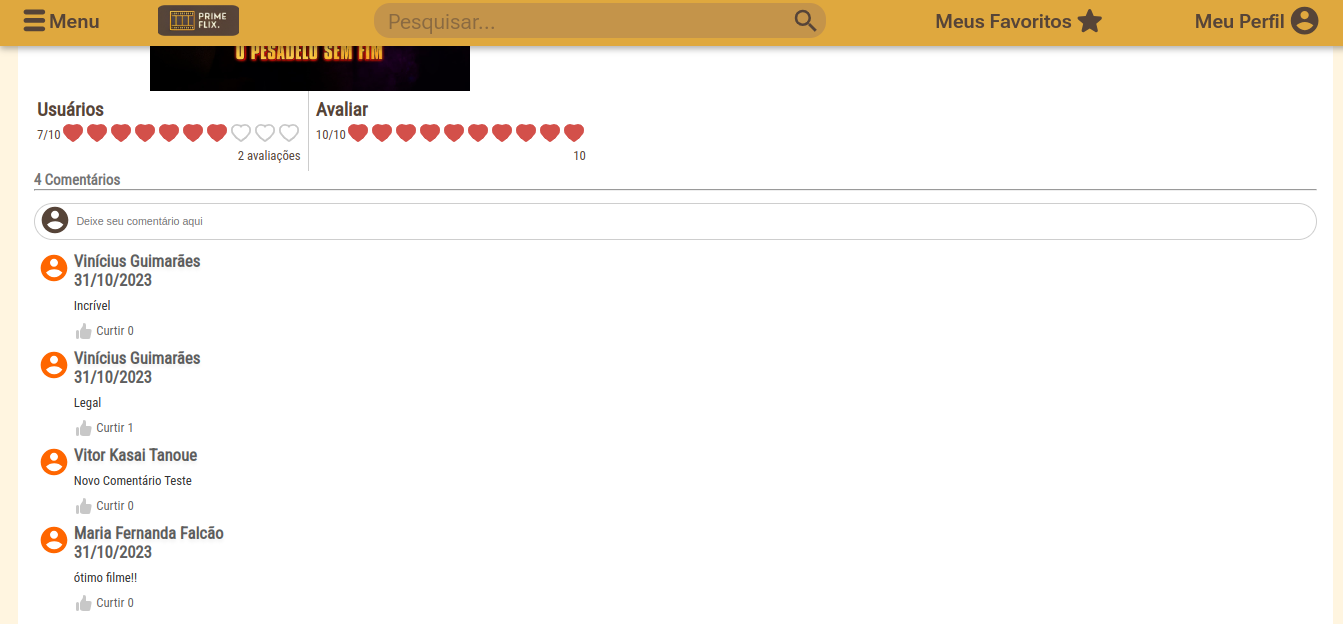 Menu
PRIME
FLIX.
Pesquisar...
Meus Favoritos
Meu Perfil
O PESADELO SEM FIM
Usuários
7/10
2 avaliações
Avaliar
10/10
10
4 Comentários
Deixe seu comentário aqui
Vinícius Guimarães
31/10/2023
Incrível
Curtir 0
Vinícius Guimarães
31/10/2023
Legal
Curtir 1
Vitor Kasai Tanoue
Novo Comentário Teste
Curtir 0
Maria Fernanda Falcão
31/10/2023
ótimo filme!!
Curtir 0